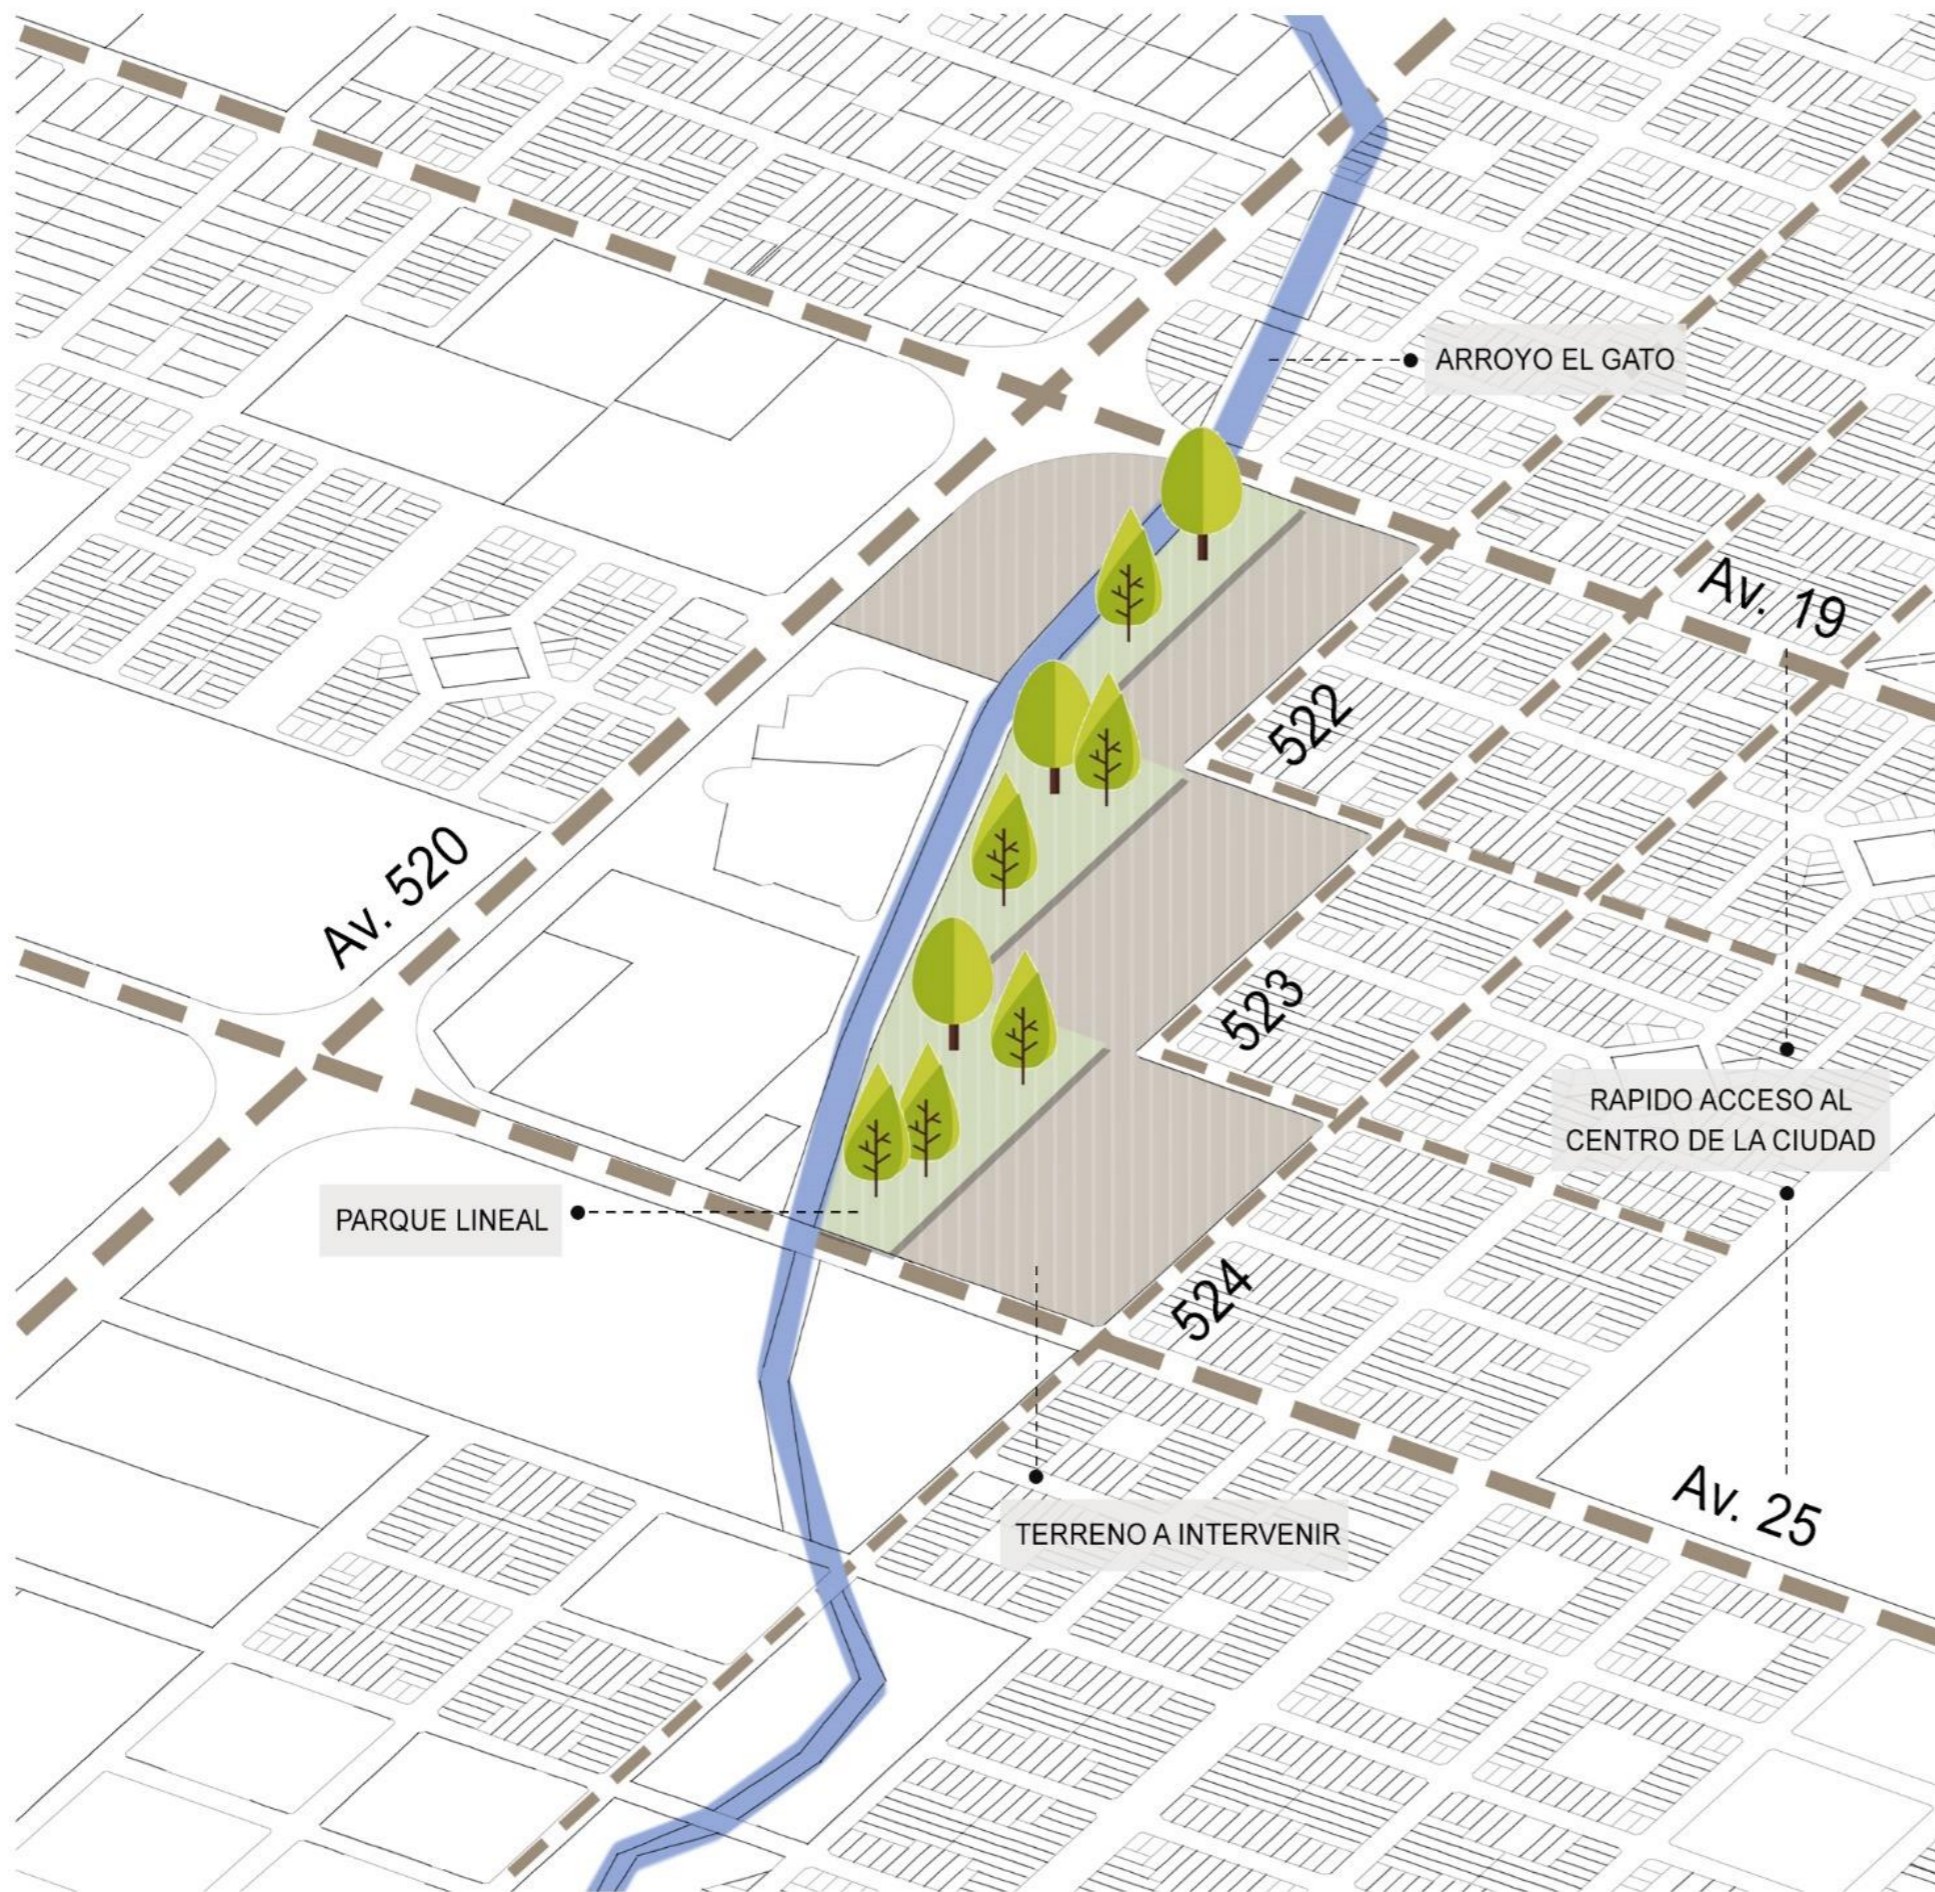 ARROYO EL GATO
Av. 19
522
Av. 520
523
RAPIDO ACCESO AL
CENTRO DE LA CIUDAD
PARQUE LINEAL
524
Av. 25
TERRENO A INTERVENIR